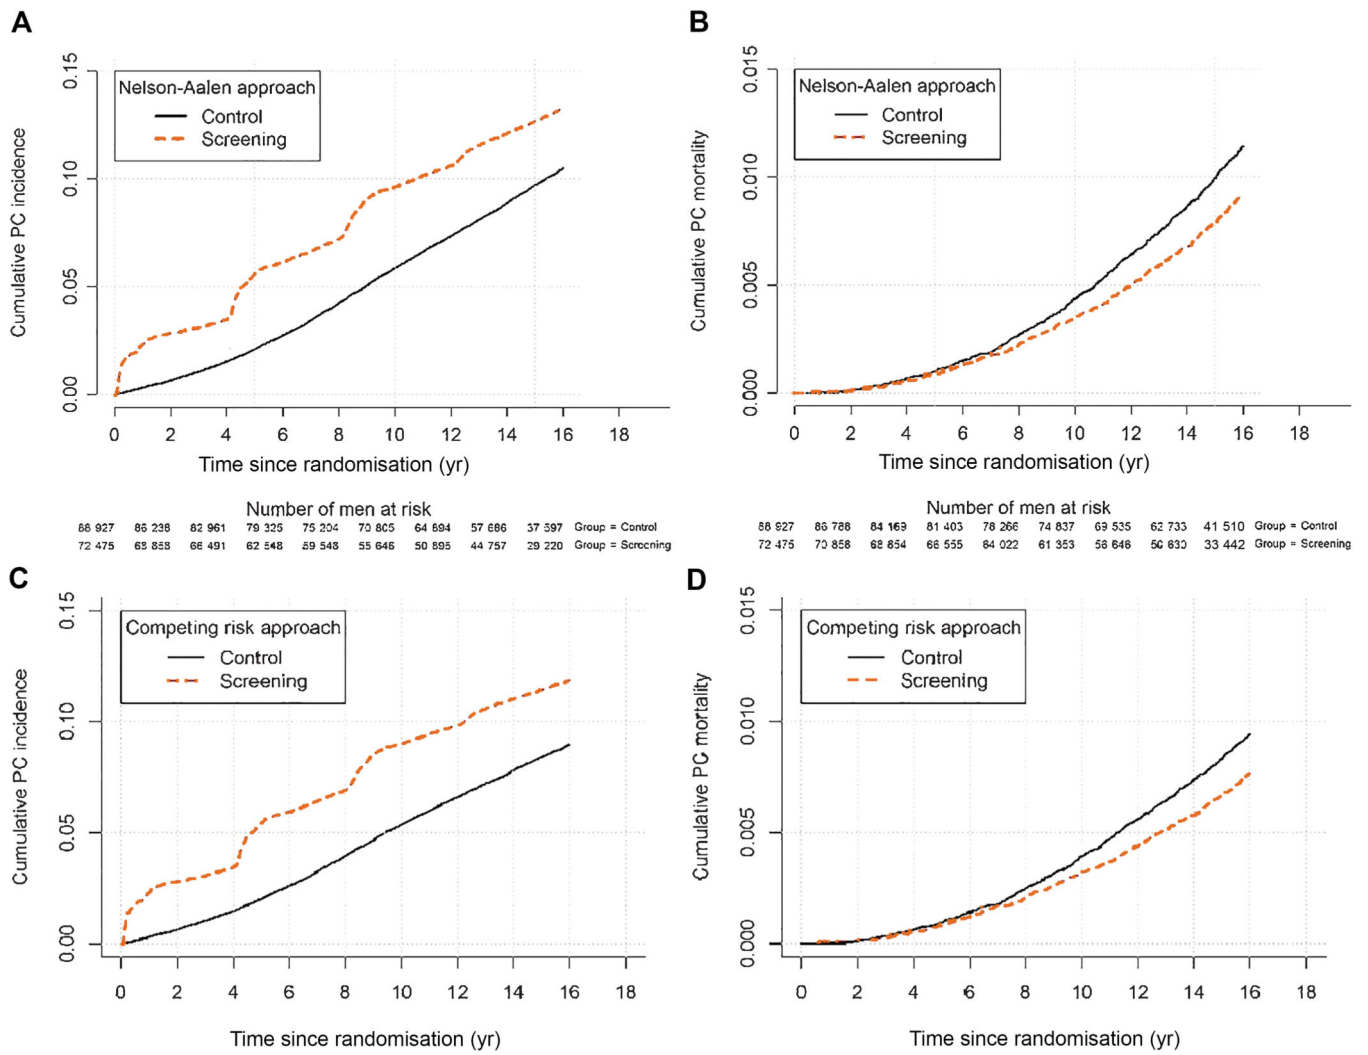 A
Cumulative PC incidence
0.15
0.10
0.05
0.00
Nelson-Aalen approach
Control
Screening
0 2 4 6 8 10 12 14 16 18
Time since randomisation (yr)
Number of men at risk
88 927 86 236 82 961 79 325 75 204 70 805 64 694 57 686 37 597 Group = Control
72 475 68 858 66 491 62 548 59 548 55 646 50 895 44 757 29 220 Group = Screening
B
Cumulative PC mortality
0.015
0.010
0.005
0.000
Nelson-Aalen approach
Control
Screening
0 2 4 6 8 10 12 14 16 18
Time since randomisation (yr)
Number of men at risk
88 927 86 788 84 169 81 403 78 266 74 837 69 535 62 733 41 510 Group = Control
72 475 70 858 68 854 66 555 84 022 61 353 58 646 50 630 33 442 Group = Screening
C
Cumulative PC incidence
0.15
0.10
0.05
0.00
Competing risk approach
Control
Screening
0 2 4 6 8 10 12 14 16 18
Time since randomisation (yr)
D
Cumulative PC mortality
0.015
0.010
0.005
0.000
Competing risk approach
Control
Screening
0 2 4 6 8 10 12 14 16 18
Time since randomisation (yr)